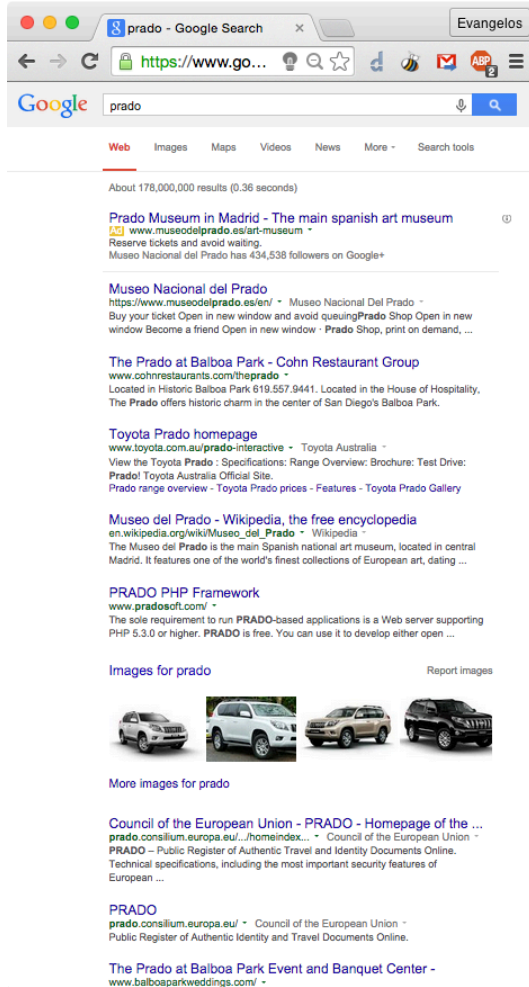 prado - Google Search
Evangelos
https://www.go...
ABP
2
Google
prado
Web Images Maps Videos News More Search tools
About 178,000,000 results (0.36 seconds)
Prado Museum in Madrid - The main spanish art museum
Ad www.museodelprado.es/art-museum
Reserve tickets and avoid waiting.
Museo Nacional del Prado has 434,538 followers on Google+
Museo Nacional del Prado
https://www.museodelprado.es/en/ Museo Nacional Del Prado
Buy your ticket Open in new window and avoid queuingPrado Shop Open in new
window Become a friend Open in new window · Prado Shop, print on demand, ...
The Prado at Balboa Park - Cohn Restaurant Group
www.cohnrestaurants.com/theprado
Located in Historic Balboa Park 619.557.9441. Located in the House of Hospitality,
The Prado offers historic charm in the center of San Diego's Balboa Park.
Toyota Prado homepage
www.toyota.com.au/prado-interactive Toyota Australia
View the Toyota Prado : Specifications: Range Overview: Brochure: Test Drive:
Prado! Toyota Australia Official Site.
Prado range overview - Toyota Prado prices - Features - Toyota Prado Gallery
Museo del Prado - Wikipedia, the free encyclopedia
en.wikipedia.org/wiki/Museo_del_Prado Wikipedia
The Museo del Prado is the main Spanish national art museum, located in central
Madrid. It features one of the world's finest collections of European art, dating ...
PRADO PHP Framework
www.pradosoft.com/
The sole requirement to run PRADO-based applications is a Web server supporting
PHP 5.3.0 or higher. PRADO is free. You can use it to develop either open ...
Images for prado Report images
More images for prado
Council of the European Union - PRADO - Homepage of the ...
prado.consilium.europa.eu/.../homeindex... Council of the European Union
PRADO – Public Register of Authentic Travel and Identity Documents Online.
Technical specifications, including the most important security features of
European ...
PRADO
prado.consilium.europa.eu/ Council of the European Union
Public Register of Authentic Identity and Travel Documents Online.
The Prado at Balboa Park Event and Banquet Center -
www.balboaparkweddings.com/